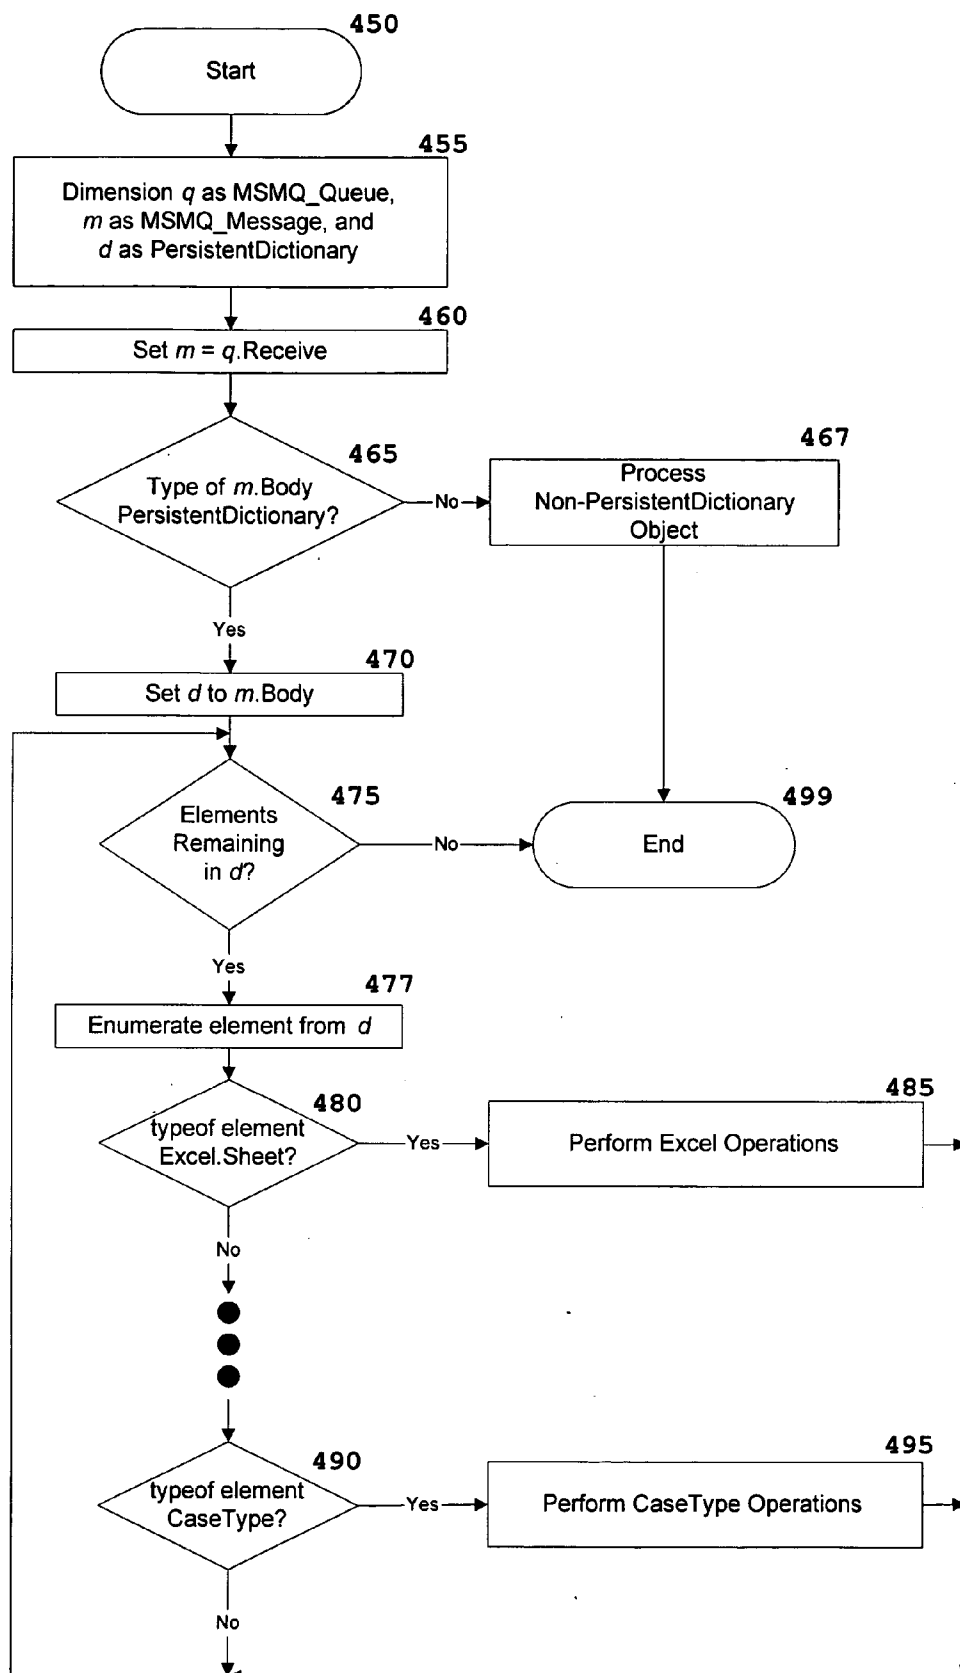 450
Start
455
Dimension q as MSMQ_Queue,
m as MSMQ_Message, and
d as PersistentDictionary
460
Set m = q.Receive
465
Type of m.Body
PersistentDictionary?
No
467
Process
Non-PersistentDictionary
Object
Yes
470
Set d to m.Body
475
Elements
Remaining
in d?
No
499
End
Yes
477
Enumerate element from d
480
typeof element
Excel.Sheet?
Yes
485
Perform Excel Operations
No
490
typeof element
CaseType?
Yes
495
Perform CaseType Operations
No